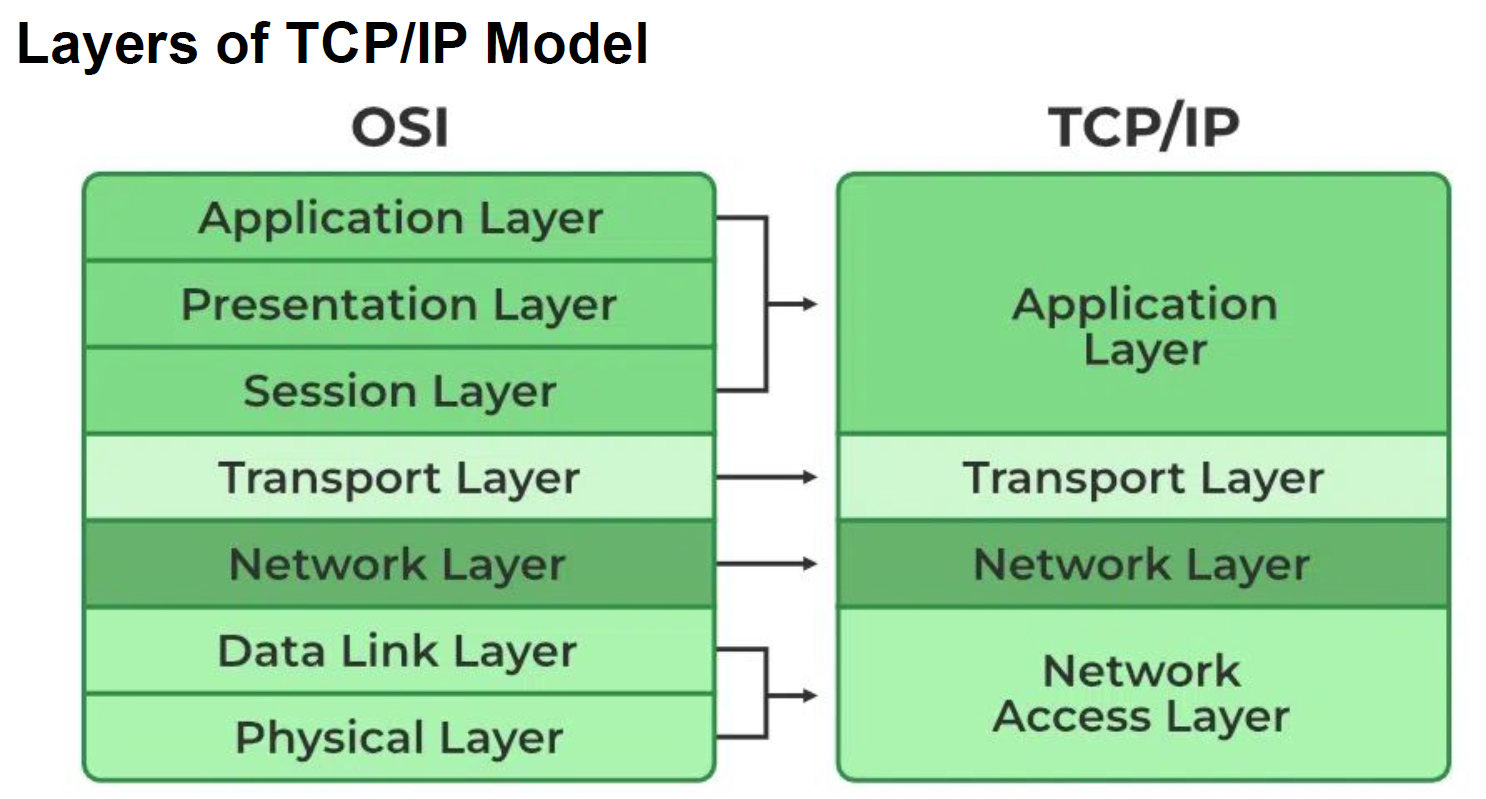 Layers of TCP/IP Model
OSI
Application Layer
Presentation Layer
Session Layer
Transport Layer
Network Layer
Data Link Layer
Physical Layer
TCP/IP
Application
Layer
Transport Layer
Network Layer
Network
Access Layer